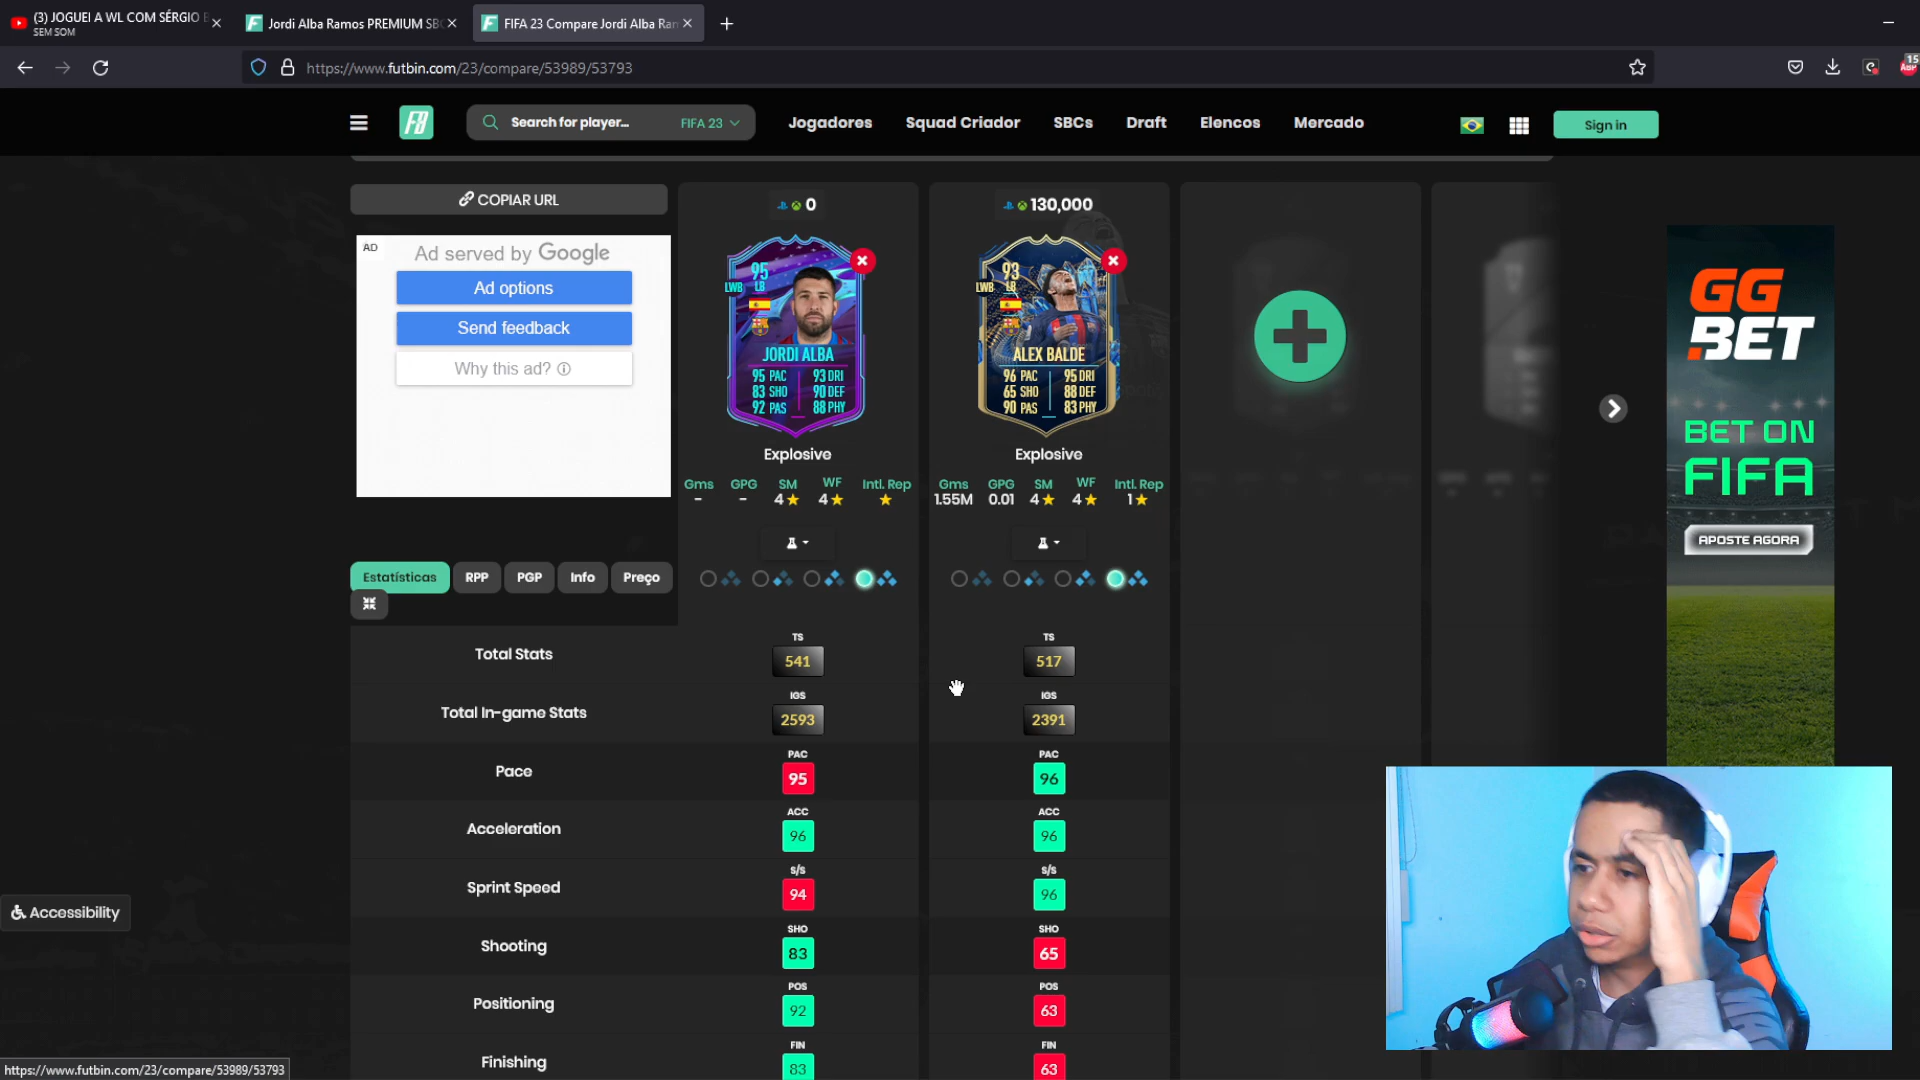 (3) JOGUEI A WL COM SÉRGIO B
SEM SOM
Jordi Alba Ramos PREMIUM SBC
FIFA 23 Compare Jordi Alba Ram
https://www.futbin.com/23/compare/53989/53793
15
ABP
Search for player...
FIFA 23
Jogadores
Squad Criador
SBCs
Draft
Elencos
Mercado
Sign in
COPIAR URL
0
130,000
AD
Ad served by Google
Ad options
Send feedback
Why this ad?
95
LWB LB
JORDI ALBA
95 PAC 93 DRI
83 SHO 90 DEF
92 PAS 88 PHY
93
LWB LB
ALEX BALDE
96 PAC 95 DRI
65 SHO 88 DEF
90 PAS 83 PHY
Explosive
Explosive
Gms GPG SM WF Intl. Rep
- - 4 4
Gms GPG SM WF Intl. Rep
1.55M 0.01 4 4 1
Estatísticas
RPP
PGP
Info
Preço
Total Stats
TS
541
TS
517
Total In-game Stats
IGS
2593
IGS
2391
Pace
PAC
95
PAC
96
Acceleration
ACC
96
ACC
96
Sprint Speed
S/S
94
S/S
96
Shooting
SHO
83
SHO
65
Positioning
POS
92
POS
63
Finishing
FIN
83
FIN
63
GG
.BET
BET ON
FIFA
APOSTE AGORA
Accessibility
https://www.futbin.com/23/compare/53989/53793